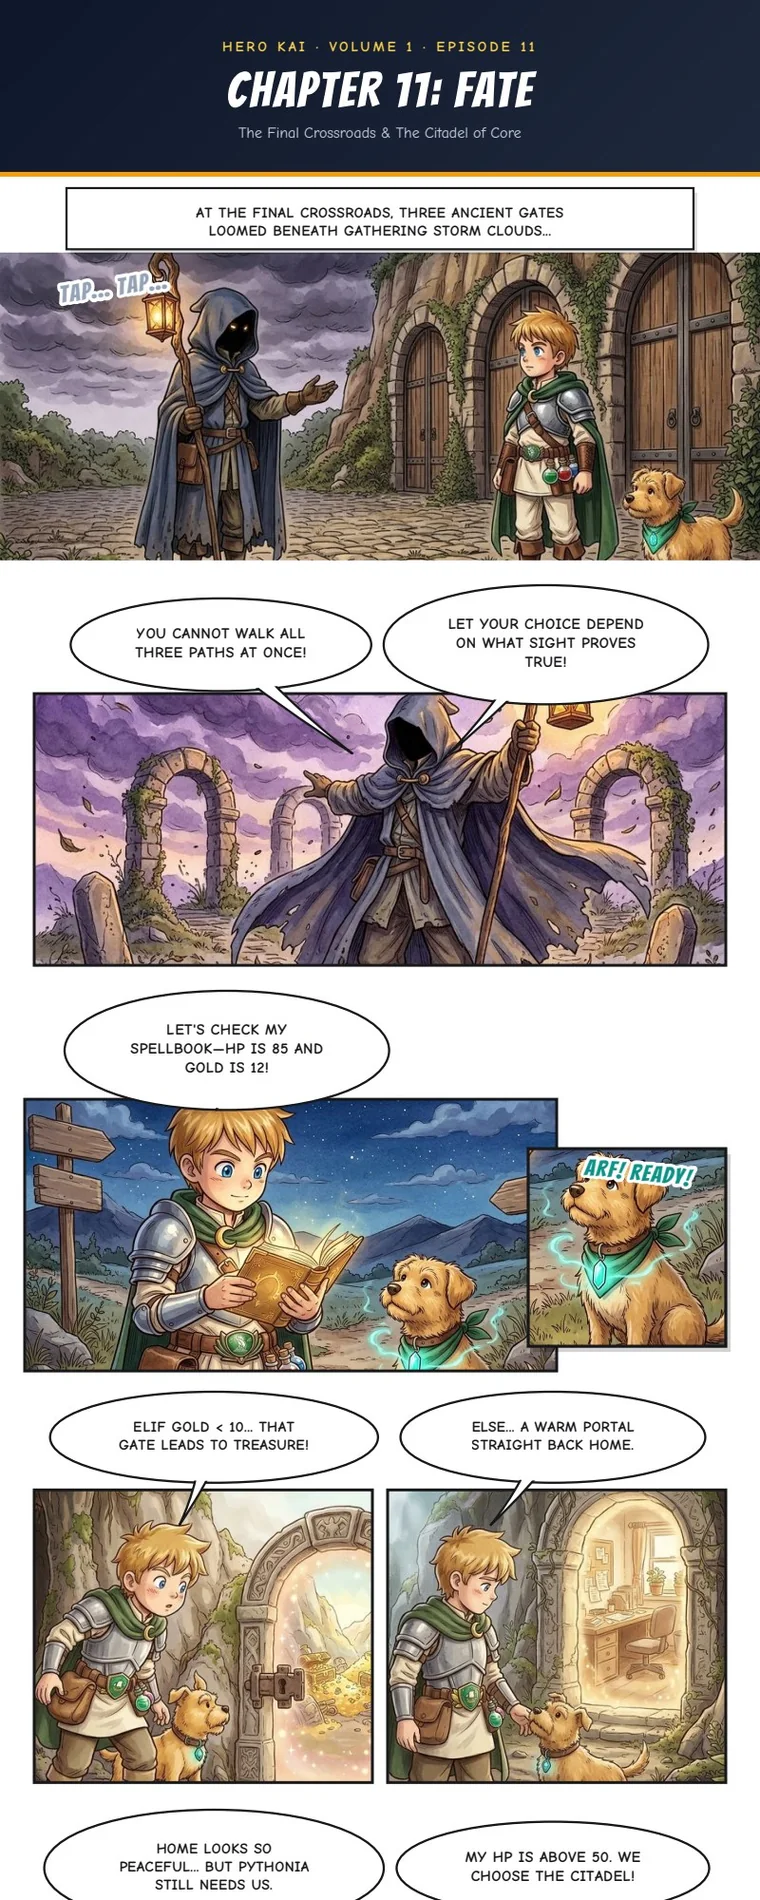 HERO KAI · VOLUME 1 · EPISODE 11
CHAPTER 11: FATE
The Final Crossroads & The Citadel of Core
AT THE FINAL CROSSROADS, THREE ANCIENT GATES
LOOMED BENEATH GATHERING STORM CLOUDS...
TAP... TAP...
YOU CANNOT WALK ALL
THREE PATHS AT ONCE!
LET YOUR CHOICE DEPEND
ON WHAT SIGHT PROVES
TRUE!
LET'S CHECK MY
SPELLBOOK—HP IS 85 AND
GOLD IS 12!
ARF! READY!
ELIF GOLD < 10... THAT
GATE LEADS TO TREASURE!
ELSE... A WARM PORTAL
STRAIGHT BACK HOME.
HOME LOOKS SO
PEACEFUL... BUT PYTHONIA
STILL NEEDS US.
MY HP IS ABOVE 50. WE
CHOOSE THE CITADEL!